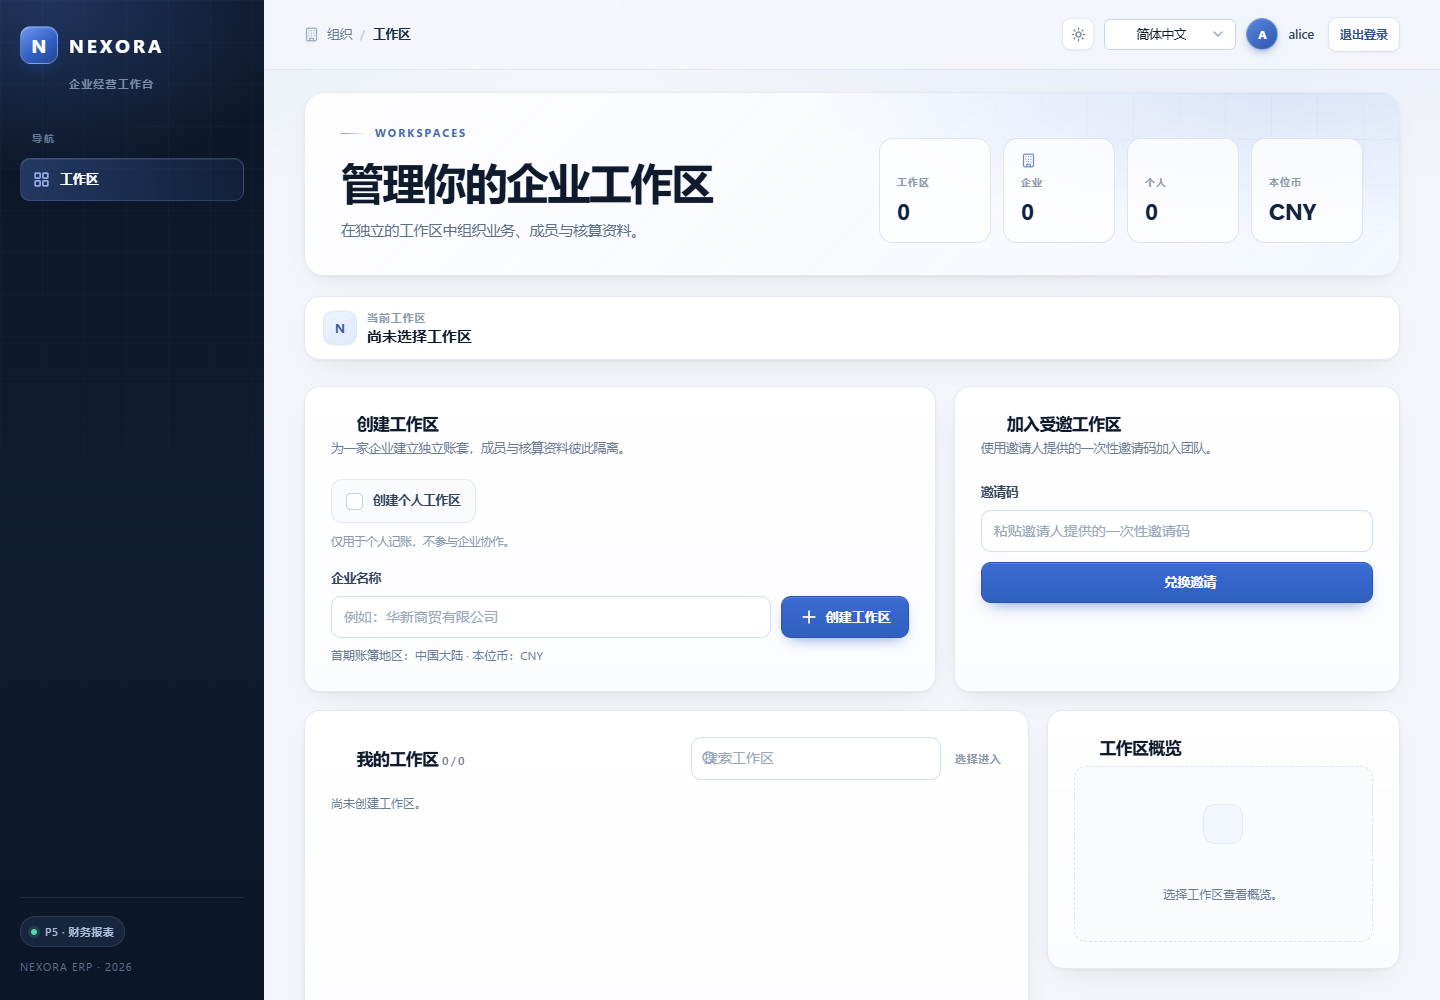 N NEXORA
企业经营工作台
导航
工作区
P5 · 财务报表
NEXORA ERP · 2026
组织 / 工作区
简体中文
A alice
退出登录
WORKSPACES
管理你的企业工作区
在独立的工作区中组织业务、成员与核算资料。
工作区
0
企业
0
个人
0
本位币
CNY
N
当前工作区
尚未选择工作区
创建工作区
为一家企业建立独立账套，成员与核算资料彼此隔离。
创建个人工作区
仅用于个人记账，不参与企业协作。
企业名称
例如：华新商贸有限公司
创建工作区
首期账簿地区：中国大陆 · 本位币：CNY
加入受邀工作区
使用邀请人提供的一次性邀请码加入团队。
邀请码
粘贴邀请人提供的一次性邀请码
兑换邀请
我的工作区 0 / 0
搜索工作区
选择进入
尚未创建工作区。
工作区概览
选择工作区查看概览。